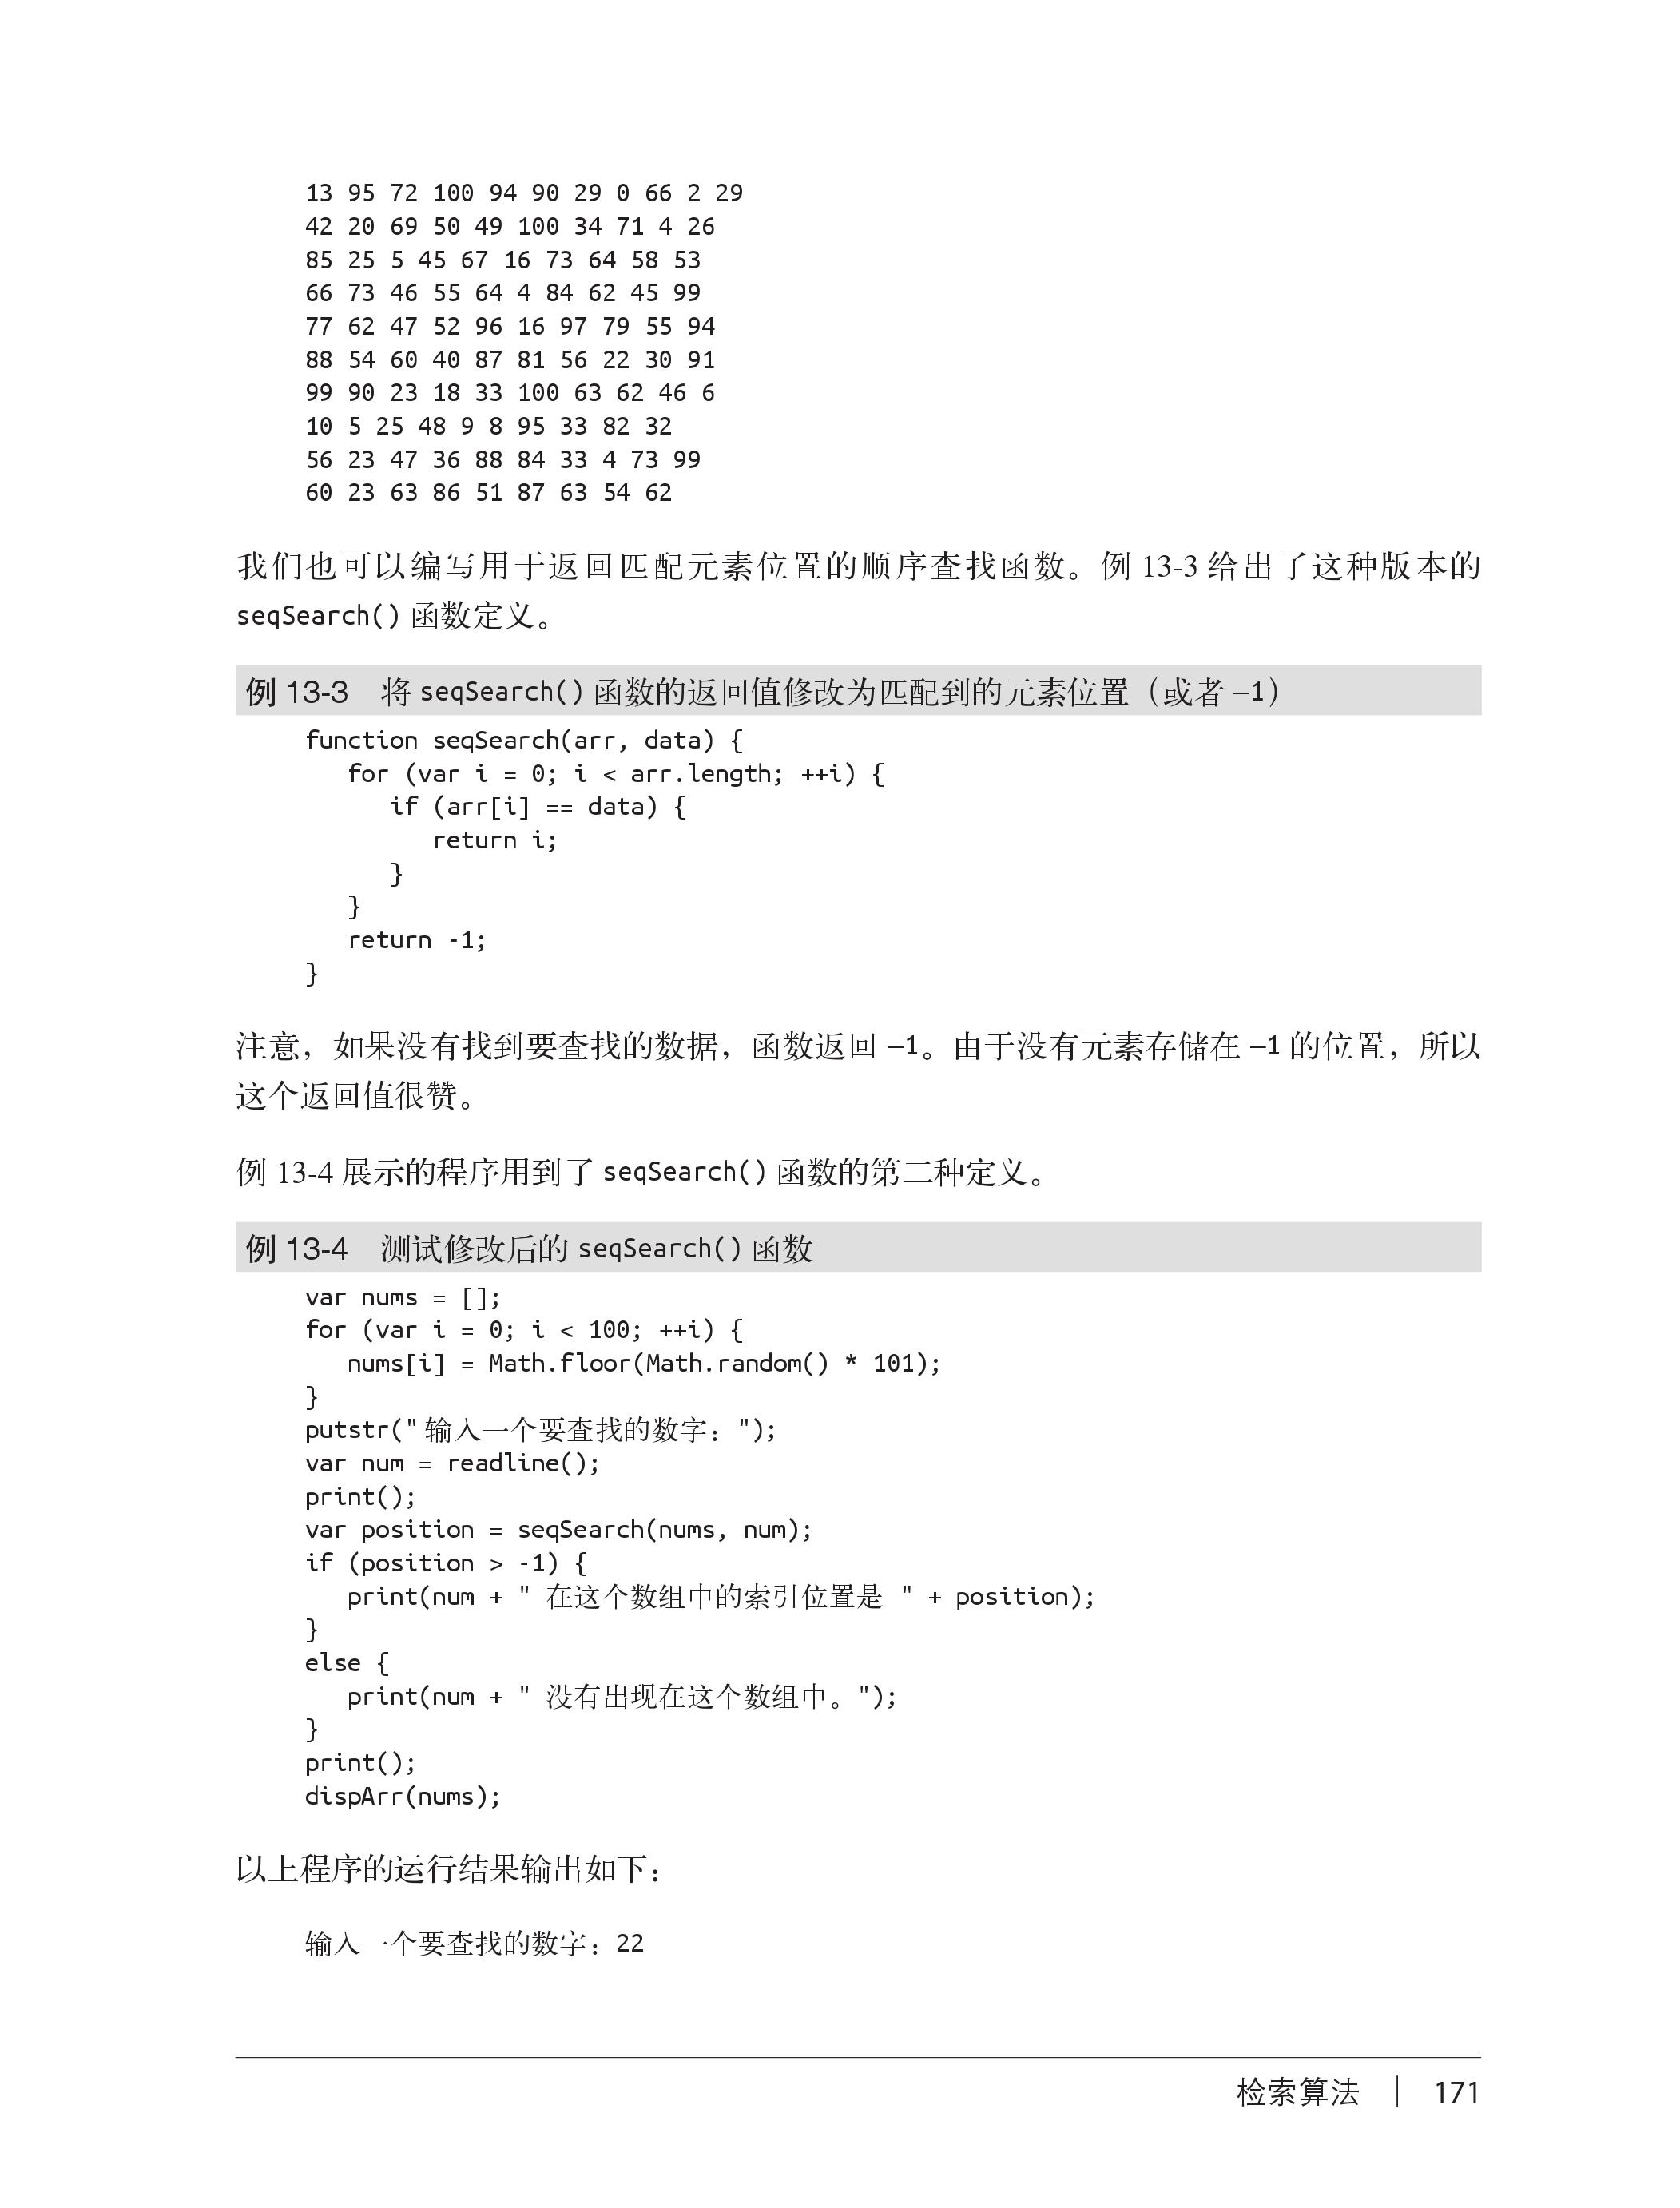 13 95 72 100 94 90 29 0 66 2 29
42 20 69 50 49 100 34 71 4 26
85 25 5 45 67 16 73 64 58 53
66 73 46 55 64 4 84 62 45 99
77 62 47 52 96 16 97 79 55 94
88 54 60 40 87 81 56 22 30 91
99 90 23 18 33 100 63 62 46 6
10 5 25 48 9 8 95 33 82 32
56 23 47 36 88 84 33 4 73 99
60 23 63 86 51 87 63 54 62
我们也可以编写用于返回匹配元素位置的顺序查找函数。例 13-3 给出了这种版本的
seqSearch() 函数定义。
例 13-3 将 seqSearch() 函数的返回值修改为匹配到的元素位置（或者 –1）
function seqSearch(arr, data) {
   for (var i = 0; i < arr.length; ++i) {
      if (arr[i] == data) {
         return i;
      }
   }
   return -1;
}
注意，如果没有找到要查找的数据，函数返回 –1。由于没有元素存储在 –1 的位置，所以
这个返回值很赞。
例 13-4 展示的程序用到了 seqSearch() 函数的第二种定义。
例 13-4 测试修改后的 seqSearch() 函数
var nums = [];
for (var i = 0; i < 100; ++i) {
   nums[i] = Math.floor(Math.random() * 101);
}
putstr(" 输入一个要查找的数字：");
var num = readline();
print();
var position = seqSearch(nums, num);
if (position > -1) {
   print(num + " 在这个数组中的索引位置是 " + position);
}
else {
   print(num + " 没有出现在这个数组中。");
}
print();
dispArr(nums);
以上程序的运行结果输出如下：
输入一个要查找的数字：22
检索算法 | 171